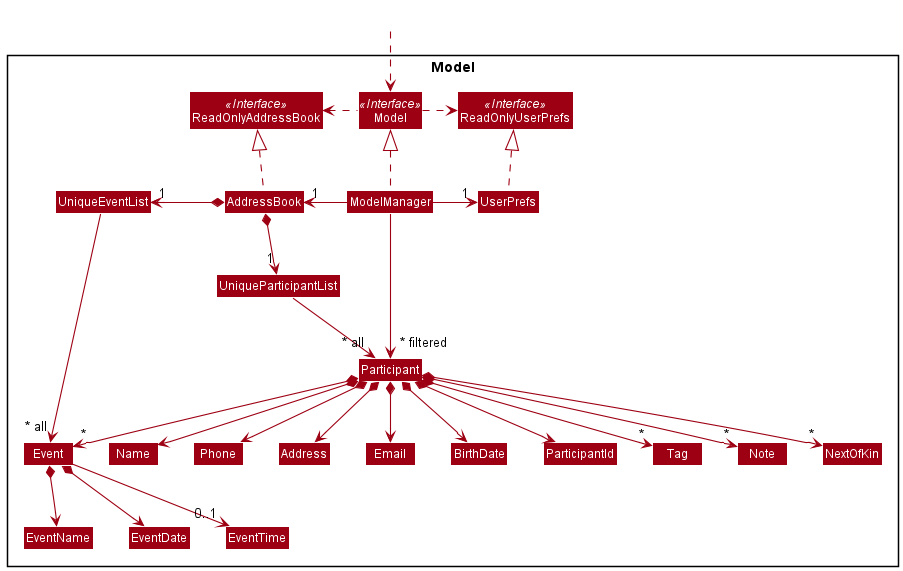 Model
«Interface»
ReadOnlyAddressBook
«Interface»
Model
«Interface»
ReadOnlyUserPrefs
UniqueEventList
1
AddressBook
1
ModelManager
1
UserPrefs
1
UniqueParticipantList
* all
* filtered
Participant
* all
*
*
*
*
Event
Name
Phone
Address
Email
BirthDate
ParticipantId
Tag
Note
NextOfKin
0..1
EventName
EventDate
EventTime